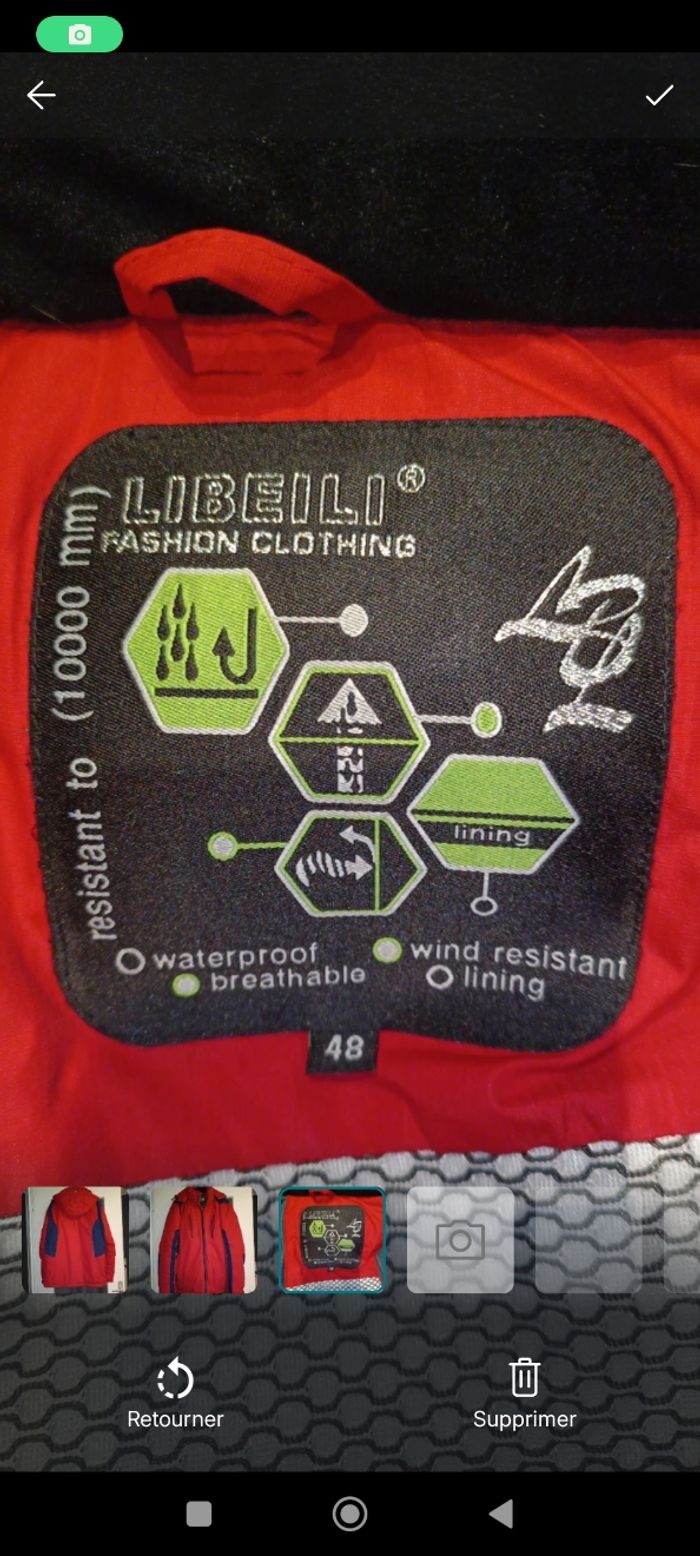 LIBEILI®
FASHION CLOTHING
resistant to (10000 mm)
lining
waterproof
wind resistant
breathable
lining
48
Retourner
Supprimer